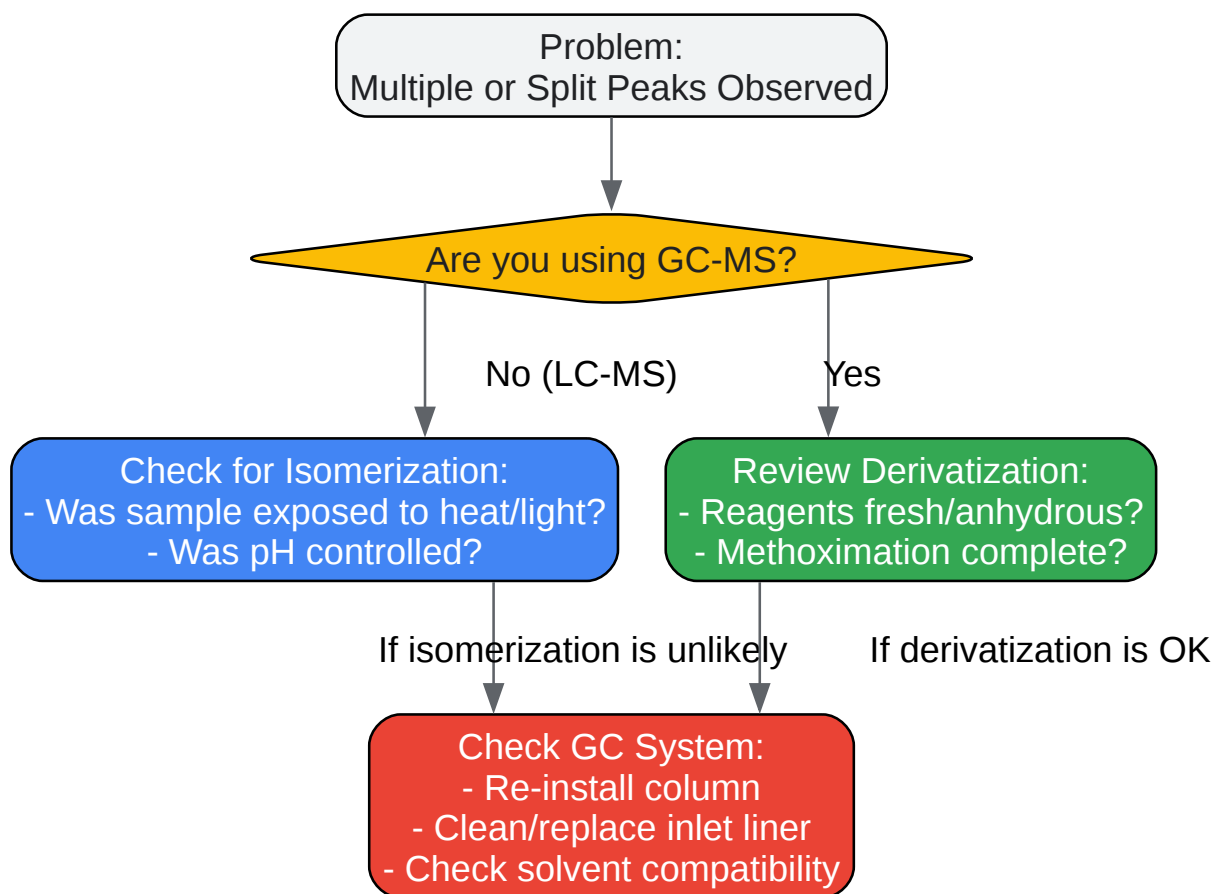 Problem:
Multiple or Split Peaks Observed
Are you using GC-MS?
No (LC-MS)
Yes
Check for Isomerization:
- Was sample exposed to heat/light?
- Was pH controlled?
Review Derivatization:
- Reagents fresh/anhydrous?
- Methoximation complete?
If isomerization is unlikely
If derivatization is OK
Check GC System:
- Re-install column
- Clean/replace inlet liner
- Check solvent compatibility